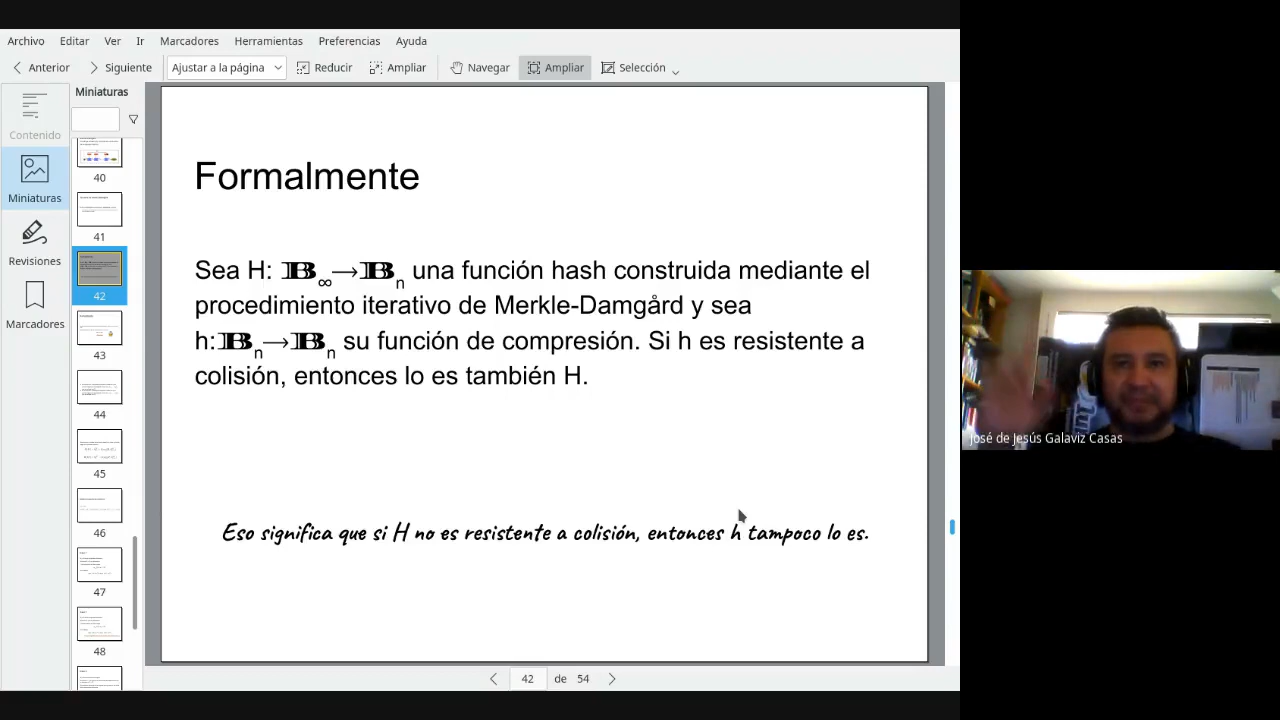 Archivo Editar Ver Ir Marcadores Herramientas Preferencias Ayuda
Anterior Siguiente Ajustar a la página Reducir Ampliar Navegar Ampliar Selección
Contenido
Miniaturas
Revisiones
Marcadores
Miniaturas
40
41
42
43
44
45
46
47
48
Formalmente
Sea H: 𝔹∞→𝔹n una función hash construida mediante el
procedimiento iterativo de Merkle-Damgård y sea
h:𝔹n→𝔹n su función de compresión. Si h es resistente a
colisión, entonces lo es también H.
Eso significa que si H no es resistente a colisión, entonces h tampoco lo es.
42 de 54
José de Jesús Galaviz Casas